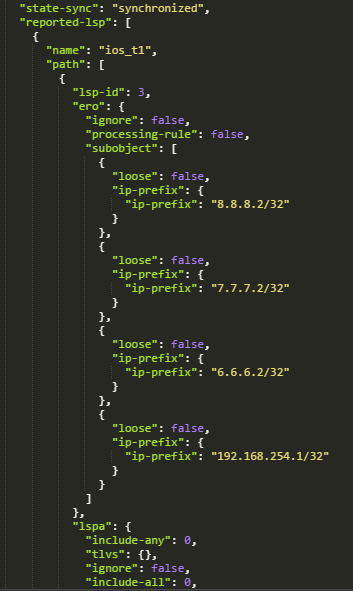 "state-sync": "synchronized",
"reported-lsp": [
{
"name": "ios_t1",
"path": [
{
"lsp-id": 3,
"ero": {
"ignore": false,
"processing-rule": false,
"subobject": [
{
"loose": false,
"ip-prefix": {
"ip-prefix": "8.8.8.2/32"
}
},
{
"loose": false,
"ip-prefix": {
"ip-prefix": "7.7.7.2/32"
}
},
{
"loose": false,
"ip-prefix": {
"ip-prefix": "6.6.6.2/32"
}
},
{
"loose": false,
"ip-prefix": {
"ip-prefix": "192.168.254.1/32"
}
}
]
},
"lspa": {
"include-any": 0,
"tlvs": {},
"ignore": false,
"include-all": 0,